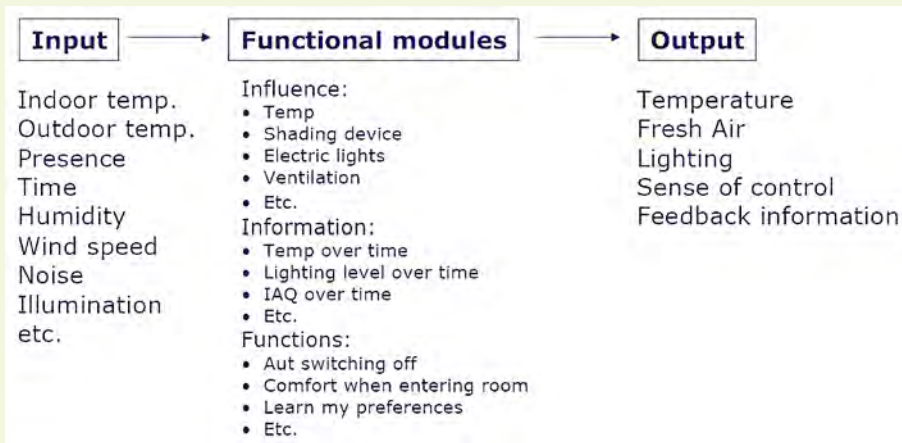 Input
Indoor temp.
Outdoor temp.
Presence
Time
Humidity
Wind speed
Noise
Illumination
etc.
Functional modules
Influence:
• Temp
• Shading device
• Electric lights
• Ventilation
• Etc.
Information:
• Temp over time
• Lighting level over time
• IAQ over time
• Etc.
Functions:
• Aut switching off
• Comfort when entering room
• Learn my preferences
• Etc.
Output
Temperature
Fresh Air
Lighting
Sense of control
Feedback information